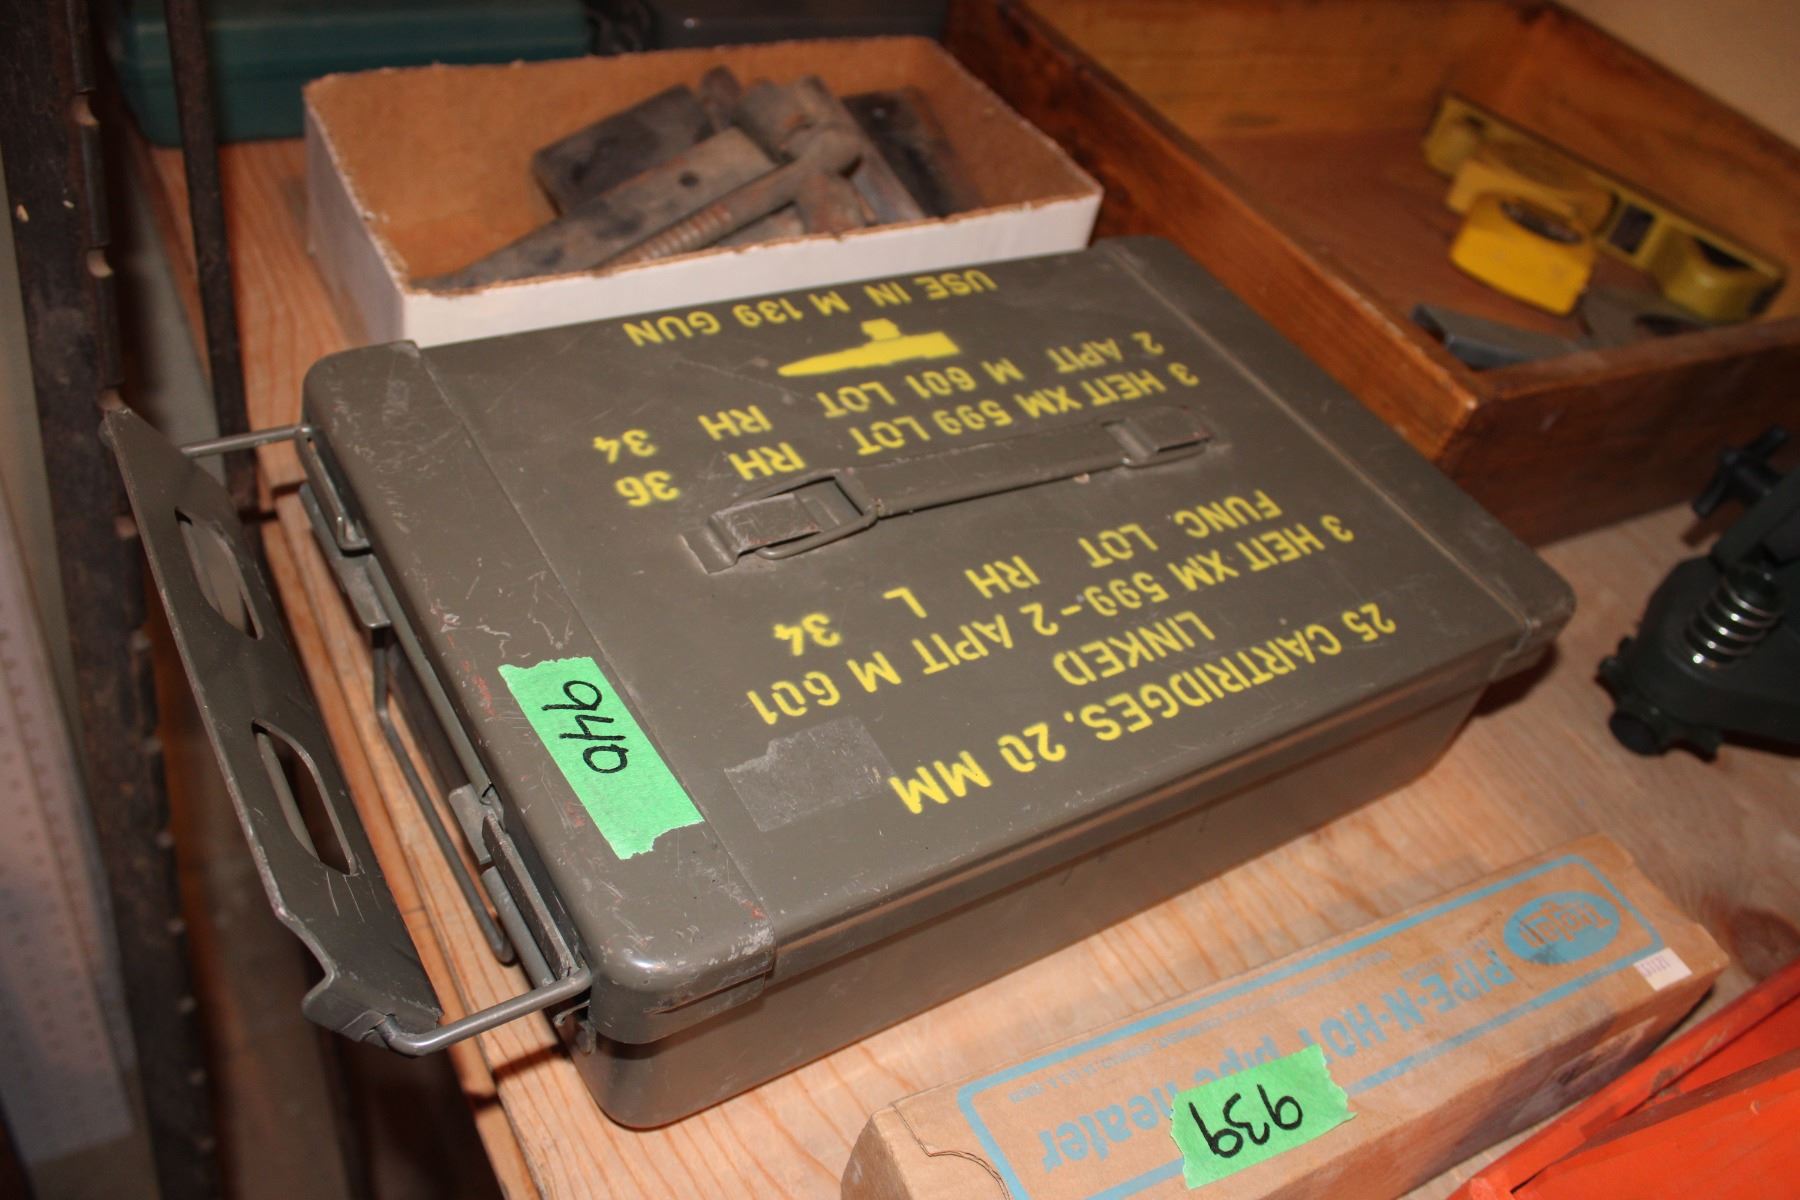 25 CARTRIDGES, 20 MM
LINKED
3 HEIT XM 599-2 APIT M 601
FUNC LOT RH L 34
3 HEIT XM 599 LOT RH 36
2 APIT M 601 LOT RH 34
USE IN M 139 GUN
946
Trojan
PIPE-N-HOT
pipe heater
939